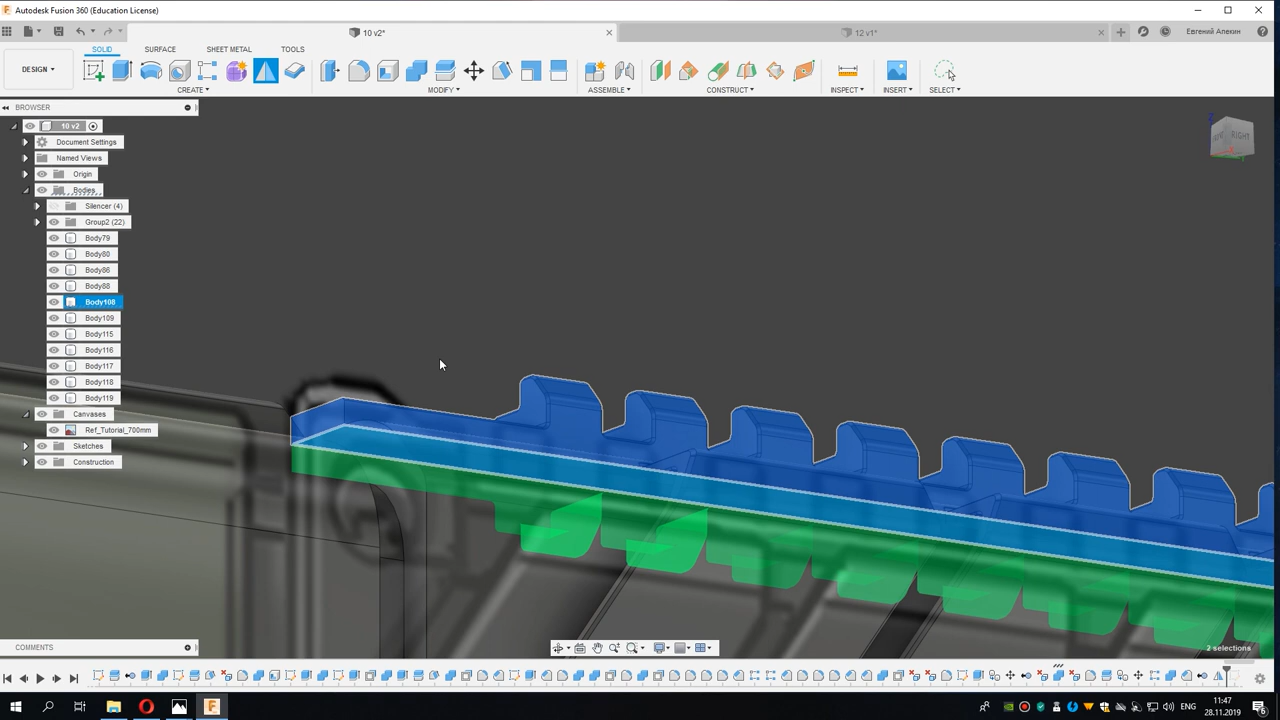 Autodesk Fusion 360 (Education License)
10 v2*
12 v1*
Евгений Апекин
SOLID
SURFACE
SHEET METAL
TOOLS
DESIGN
CREATE
MODIFY
ASSEMBLE
CONSTRUCT
INSPECT
INSERT
SELECT
BROWSER
10 v2
Document Settings
Named Views
Origin
Bodies
Silencer (4)
Group2 (22)
Body79
Body80
Body86
Body88
Body108
Body109
Body115
Body116
Body117
Body118
Body119
Canvases
Ref_Tutorial_700mm
Sketches
Construction
Z
RIGHT
COMMENTS
2 selections
ENG
11:47
28.11.2019